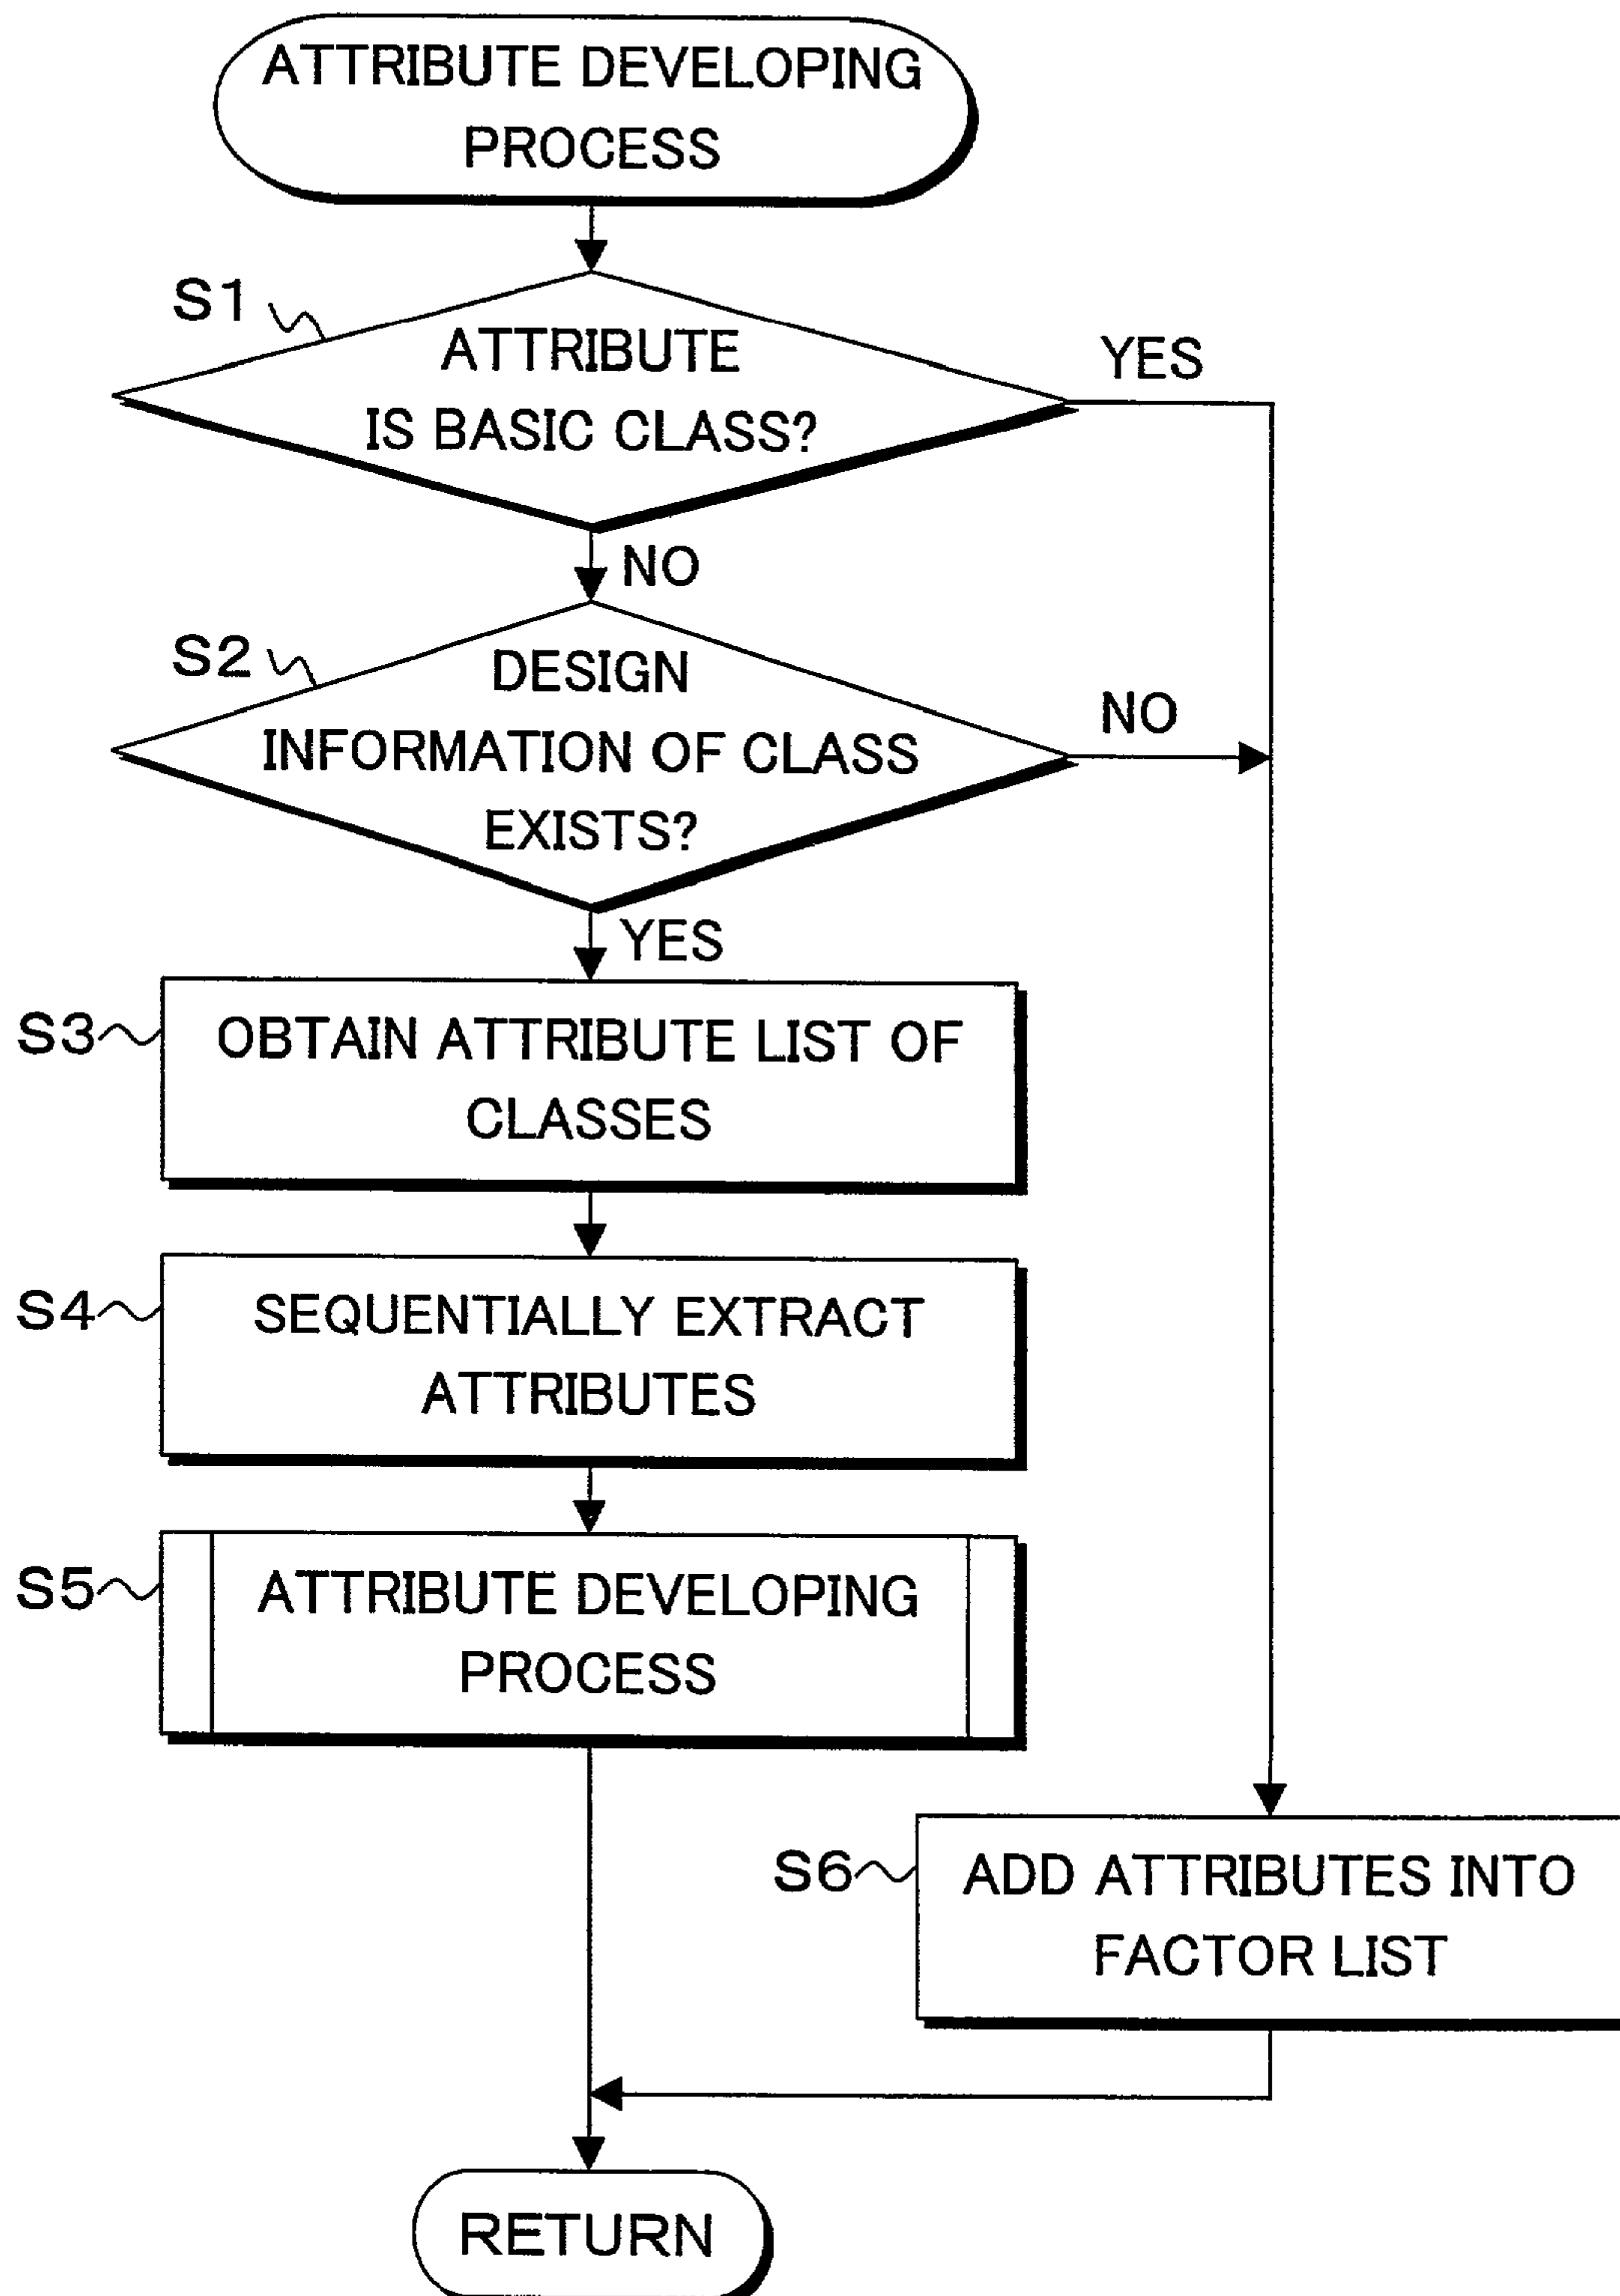 ATTRIBUTE DEVELOPING
PROCESS
S1
ATTRIBUTE
IS BASIC CLASS?
YES
NO
S2
DESIGN
INFORMATION OF CLASS
EXISTS?
NO
YES
S3
OBTAIN ATTRIBUTE LIST OF
CLASSES
S4
SEQUENTIALLY EXTRACT
ATTRIBUTES
S5
ATTRIBUTE DEVELOPING
PROCESS
S6
ADD ATTRIBUTES INTO
FACTOR LIST
RETURN